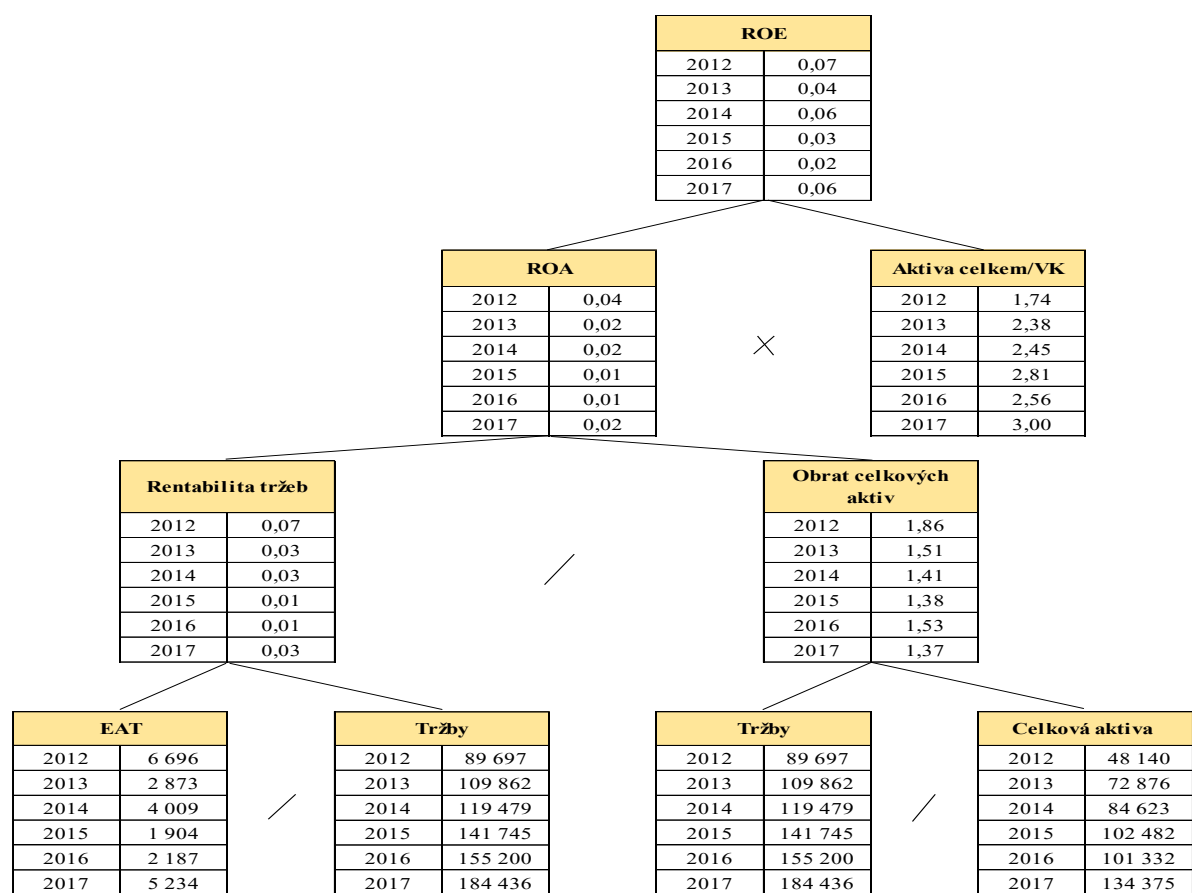 ROE
2012 0,07
2013 0,04
2014 0,06
2015 0,03
2016 0,02
2017 0,06
ROA
2012 0,04
2013 0,02
2014 0,02
2015 0,01
2016 0,01
2017 0,02
Aktiva celkem/VK
2012 1,74
2013 2,38
2014 2,45
2015 2,81
2016 2,56
2017 3,00
Rentabilita tržeb
2012 0,07
2013 0,03
2014 0,03
2015 0,01
2016 0,01
2017 0,03
Obrat celkových
aktiv
2012 1,86
2013 1,51
2014 1,41
2015 1,38
2016 1,53
2017 1,37
EAT
2012 6 696
2013 2 873
2014 4 009
2015 1 904
2016 2 187
2017 5 234
Tržby
2012 89 697
2013 109 862
2014 119 479
2015 141 745
2016 155 200
2017 184 436
Tržby
2012 89 697
2013 109 862
2014 119 479
2015 141 745
2016 155 200
2017 184 436
Celková aktiva
2012 48 140
2013 72 876
2014 84 623
2015 102 482
2016 101 332
2017 134 375